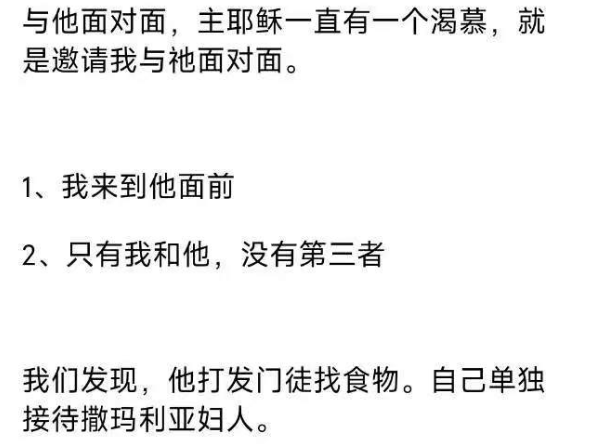 与他面对面，主耶稣一直有一个渴慕，就
是邀请我与祂面对面。
1、我来到他面前
2、只有我和他，没有第三者
我们发现，他打发门徒找食物。自己单独
接待撒玛利亚妇人。